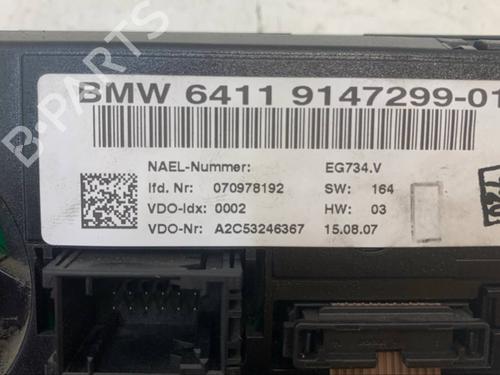 BMW 6411 9147299-01
NAEL-Nummer: EG734.V
lfd. Nr: 070978192 SW: 164
VDO-Idx: 0002 HW: 03
VDO-Nr: A2C53246367 15.08.07
B-PARTS